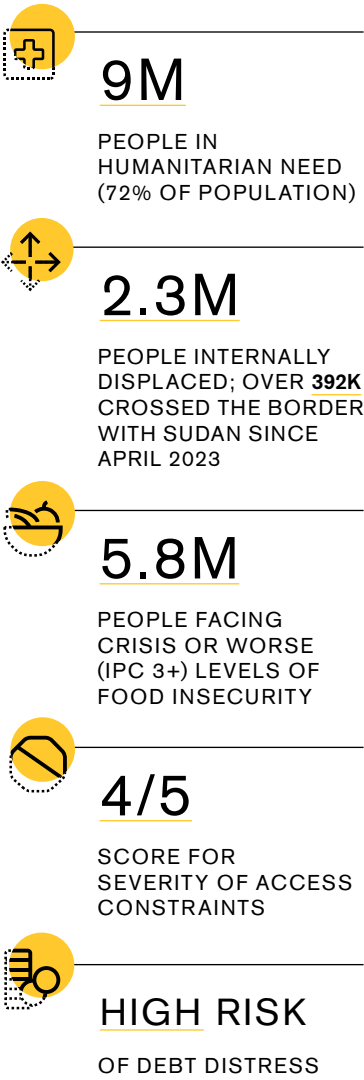 9M
PEOPLE IN
HUMANITARIAN NEED
(72% OF POPULATION)
2.3M
PEOPLE INTERNALLY
DISPLACED; OVER 392K
CROSSED THE BORDER
WITH SUDAN SINCE
APRIL 2023
5.8M
PEOPLE FACING
CRISIS OR WORSE
(IPC 3+) LEVELS OF
FOOD INSECURITY
4/5
SCORE FOR
SEVERITY OF ACCESS
CONSTRAINTS
HIGH RISK
OF DEBT DISTRESS